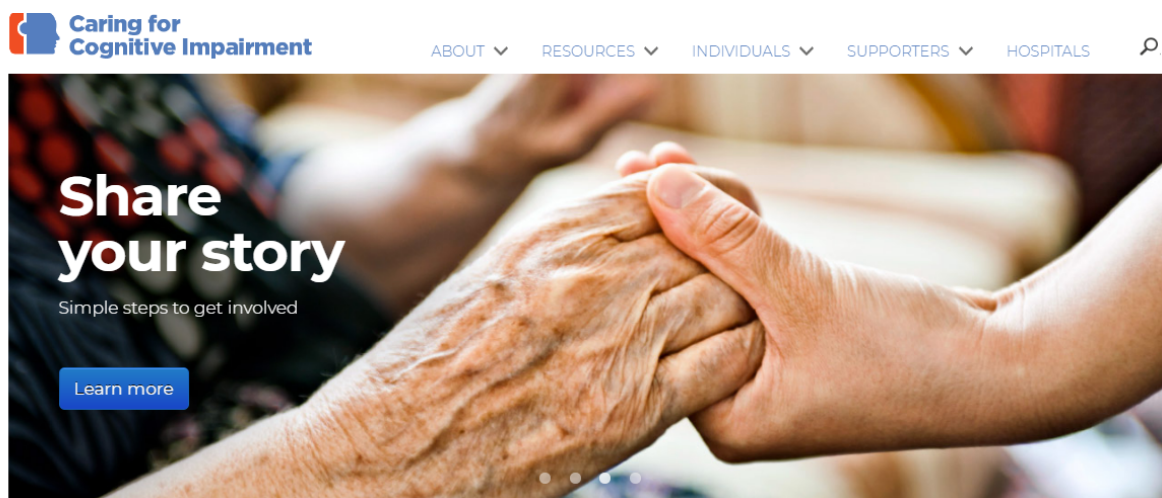 Caring for
Cognitive Impairment
ABOUT
RESOURCES
INDIVIDUALS
SUPPORTERS
HOSPITALS
Share
your story
Simple steps to get involved
Learn more